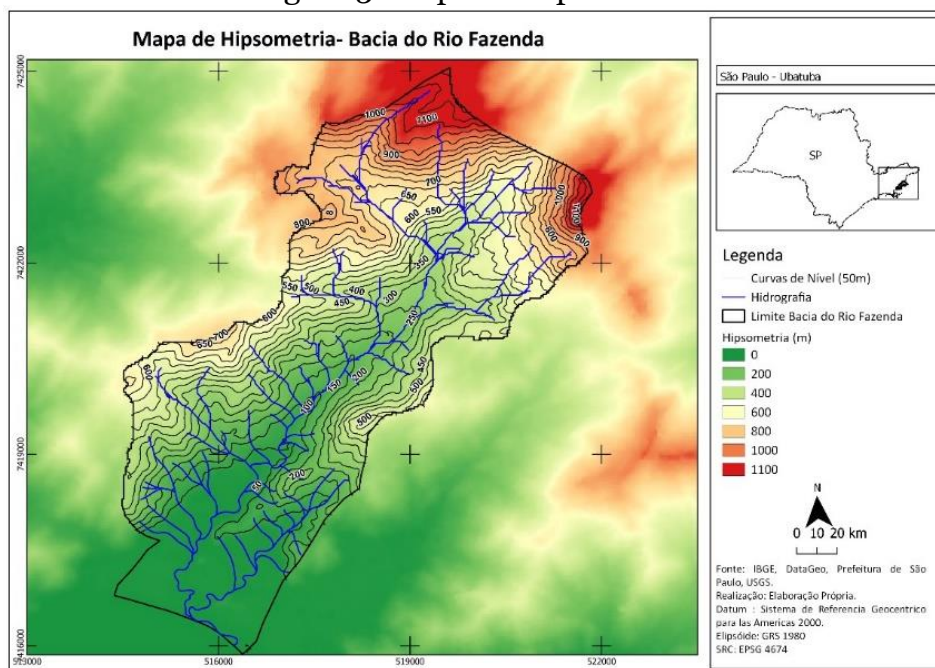 Mapa de Hipsometria- Bacia do Rio Fazenda
São Paulo - Ubatuba
SP
Legenda
Curvas de Nível (50m)
Hidrografia
Limite Bacia do Rio Fazenda
Hipsometria (m)
0
200
400
600
800
1000
1100
N
0 10 20 km
Fonte: IBGE, DataGeo, Prefeitura de São
Paulo, USGS.
Realização: Elaboração Própria.
Datum : Sistema de Referencia Geocentrico
para las Americas 2000.
Elipsóide: GRS 1980
SRC: EPSG 4674
7425000
7422000
7419000
7416000
513000
516000
519000
522000
1000
1100
900
700
650
550
600
800
1000
1100
600
900
350
550
500
400
450
300
250
600
700
650
600
200
150
100
450
500
500
200
50